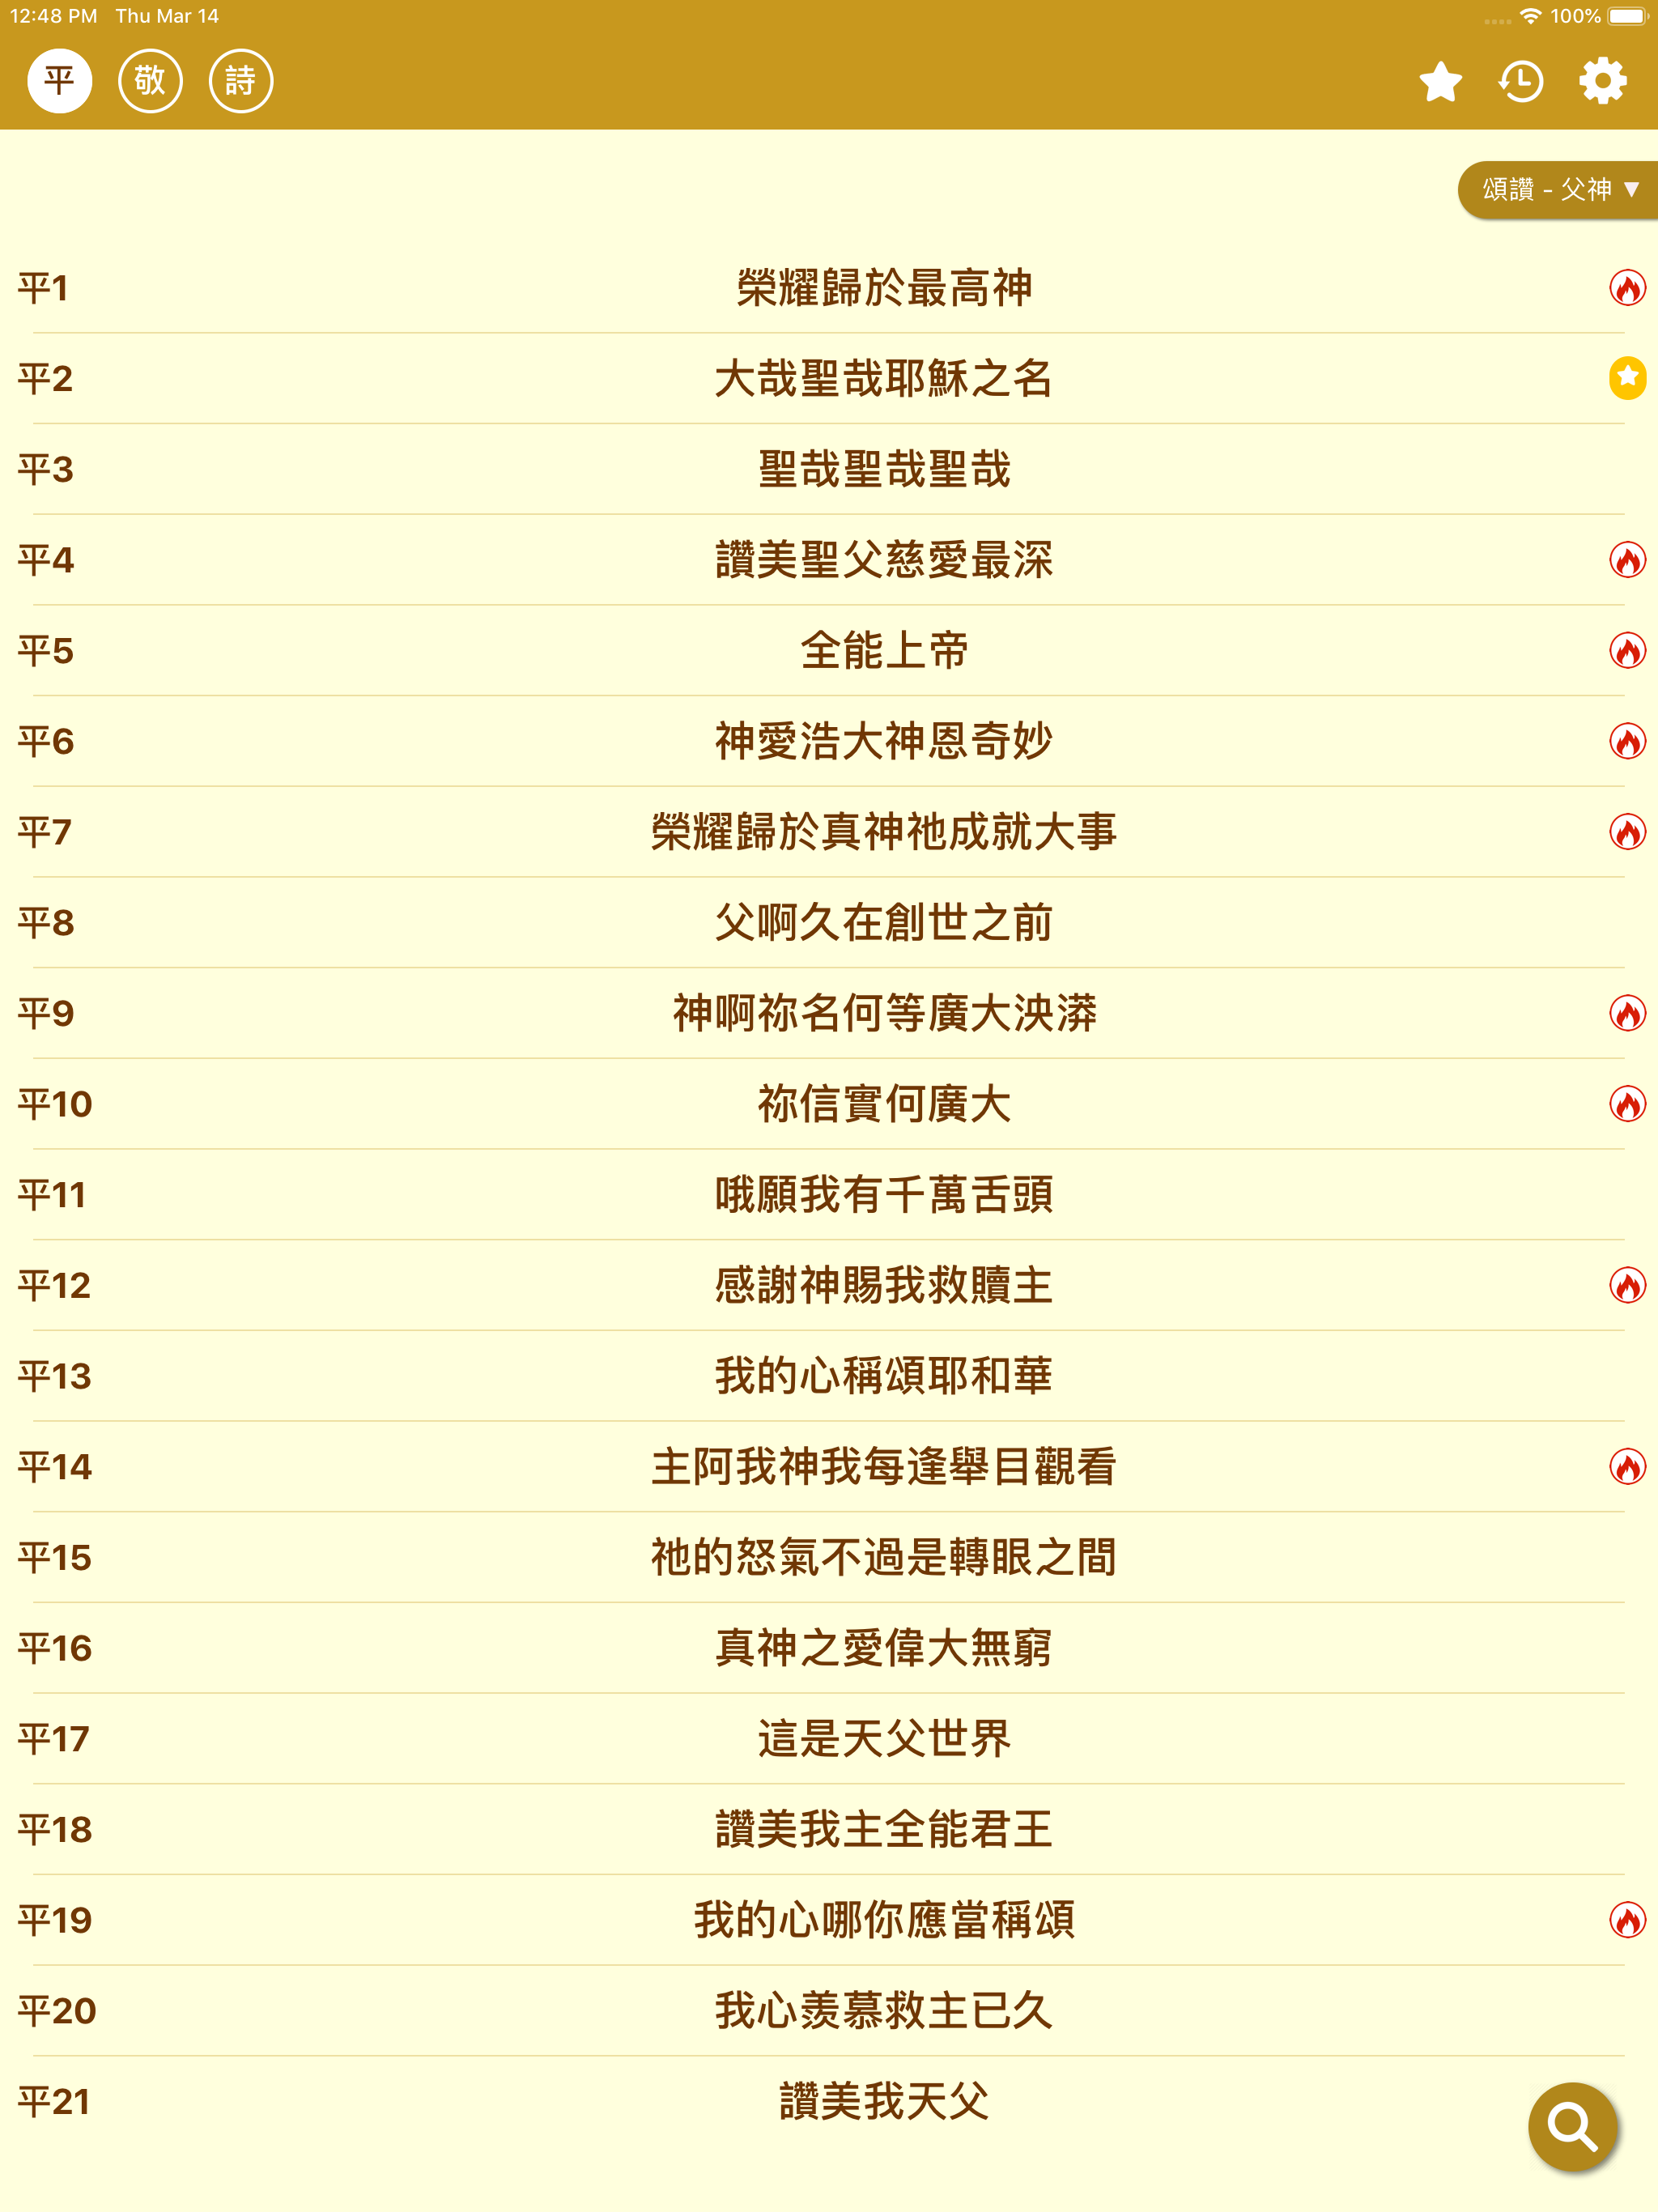 12:48 PM Thu Mar 14 100%
平 敬 詩
頌讚 - 父神 ▼
平1 榮耀歸於最高神
平2 大哉聖哉耶穌之名
平3 聖哉聖哉聖哉
平4 讚美聖父慈愛最深
平5 全能上帝
平6 神愛浩大神恩奇妙
平7 榮耀歸於真神祂成就大事
平8 父啊久在創世之前
平9 神啊祢名何等廣大泱漭
平10 祢信實何廣大
平11 哦願我有千萬舌頭
平12 感謝神賜我救贖主
平13 我的心稱頌耶和華
平14 主阿我神我每逢舉目觀看
平15 祂的怒氣不過是轉眼之間
平16 真神之愛偉大無窮
平17 這是天父世界
平18 讚美我主全能君王
平19 我的心哪你應當稱頌
平20 我心羨慕救主已久
平21 讚美我天父